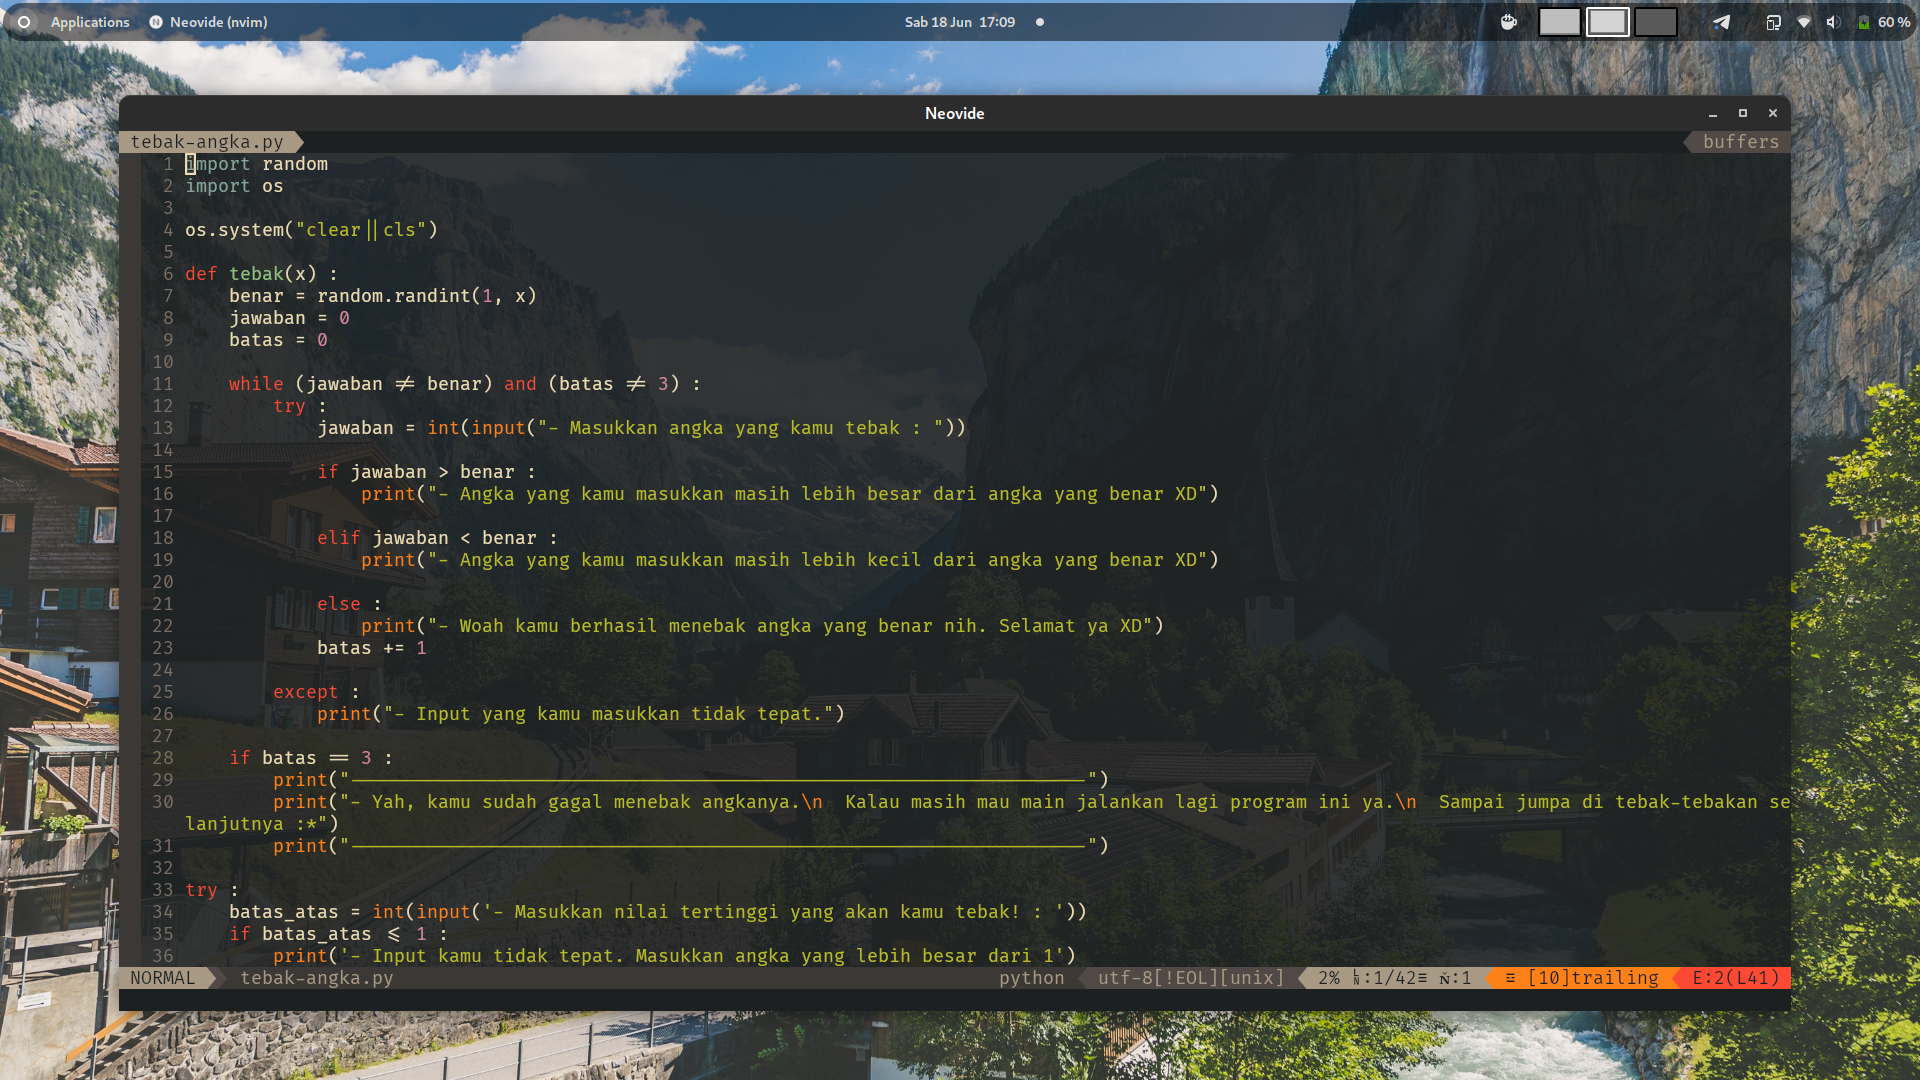 Applications Neovide (nvim) Sab 18 Jun 17:09 60 %
Neovide
tebak-angka.py buffers
1 import random
2 import os
3
4 os.system("clear||cls")
5
6 def tebak(x) :
7     benar = random.randint(1, x)
8     jawaban = 0
9     batas = 0
10
11     while (jawaban != benar) and (batas != 3) :
12         try :
13             jawaban = int(input("- Masukkan angka yang kamu tebak : "))
14
15             if jawaban > benar :
16                 print("- Angka yang kamu masukkan masih lebih besar dari angka yang benar XD")
17
18             elif jawaban < benar :
19                 print("- Angka yang kamu masukkan masih lebih kecil dari angka yang benar XD")
20
21             else :
22                 print("- Woah kamu berhasil menebak angka yang benar nih. Selamat ya XD")
23             batas += 1
24
25         except :
26             print("- Input yang kamu masukkan tidak tepat.")
27
28     if batas == 3 :
29         print("───────────────────────────────────────────────────────────────────")
30         print("- Yah, kamu sudah gagal menebak angkanya.\n  Kalau masih mau main jalankan lagi program ini ya.\n  Sampai jumpa di tebak-tebakan se
lanjutnya :*")
31         print("───────────────────────────────────────────────────────────────────")
32
33 try :
34     batas_atas = int(input('- Masukkan nilai tertinggi yang akan kamu tebak! : '))
35     if batas_atas <= 1 :
36         print('- Input kamu tidak tepat. Masukkan angka yang lebih besar dari 1')
NORMAL tebak-angka.py python utf-8[!EOL][unix] 2% ㏑:1/42≡ ℕ:1 Ξ [10]trailing E:2(L41)